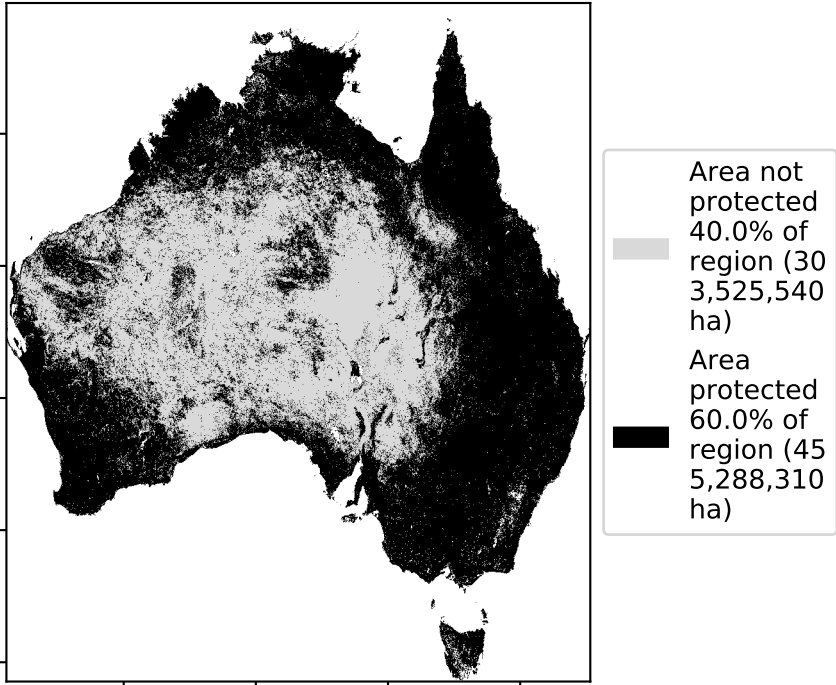 Area not
protected
40.0% of
region (30
3,525,540
ha)
Area
protected
60.0% of
region (45
5,288,310
ha)